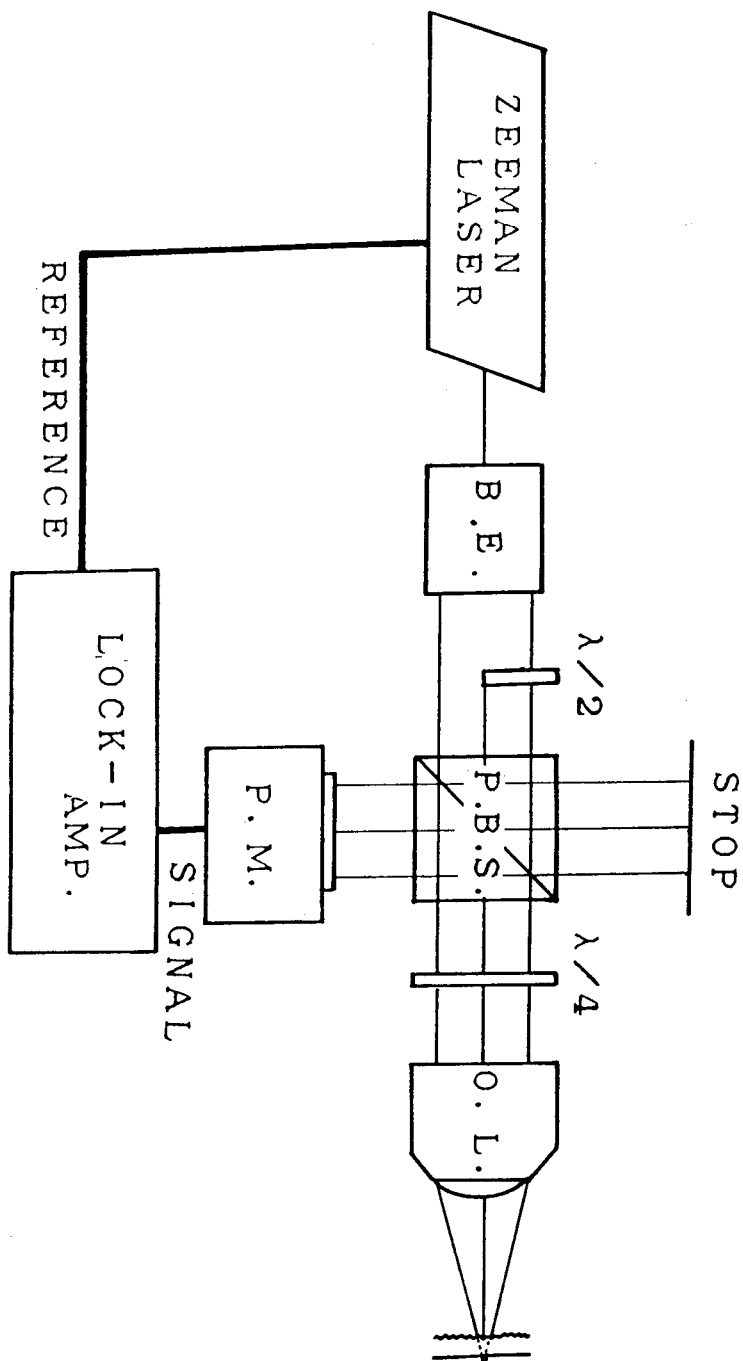 ZEEMAN
LASER
REFERENCE
B.E.
λ/2
STOP
P.B.S.
P.M.
LOCK-IN
AMP.
SIGNAL
λ/4
O.L.